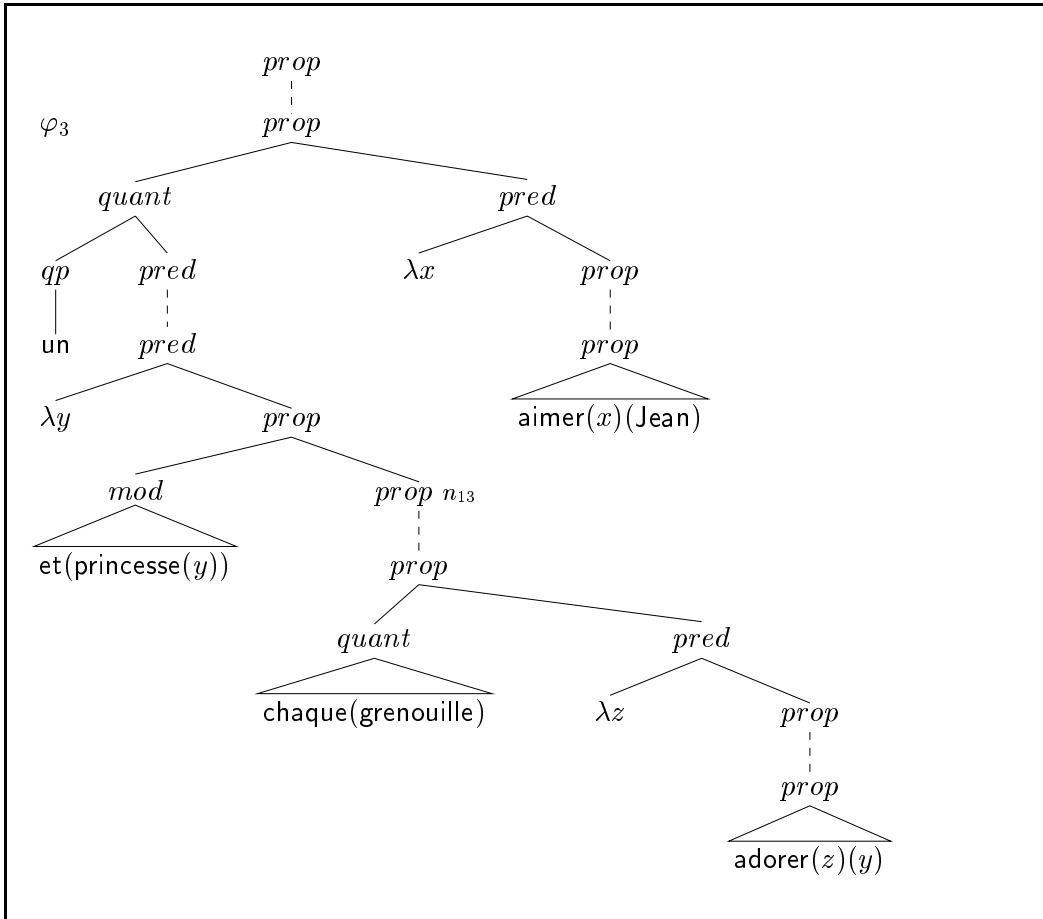 prop
φ₃ prop
quant pred
qp pred λx prop
un pred prop
λy prop aimer(x)(Jean)
mod prop n₁₃
et(princesse(y)) prop
quant pred
chaque(grenouille) λz prop
prop
adorer(z)(y)